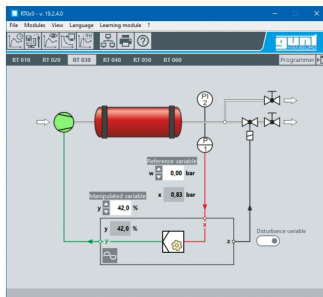 RT0x0 - v. 19.2.4.0
File Modules View Language Learning module ?
gunt
RT 010 RT 020 RT 030 RT 040 RT 050 RT 060 Programmer
PI
2
P
1
Reference variable
w 0,00 bar
x 0,83 bar
Manipulated variable
y 42,0 %
y 42,0 %
x
y
z
Disturbance variable